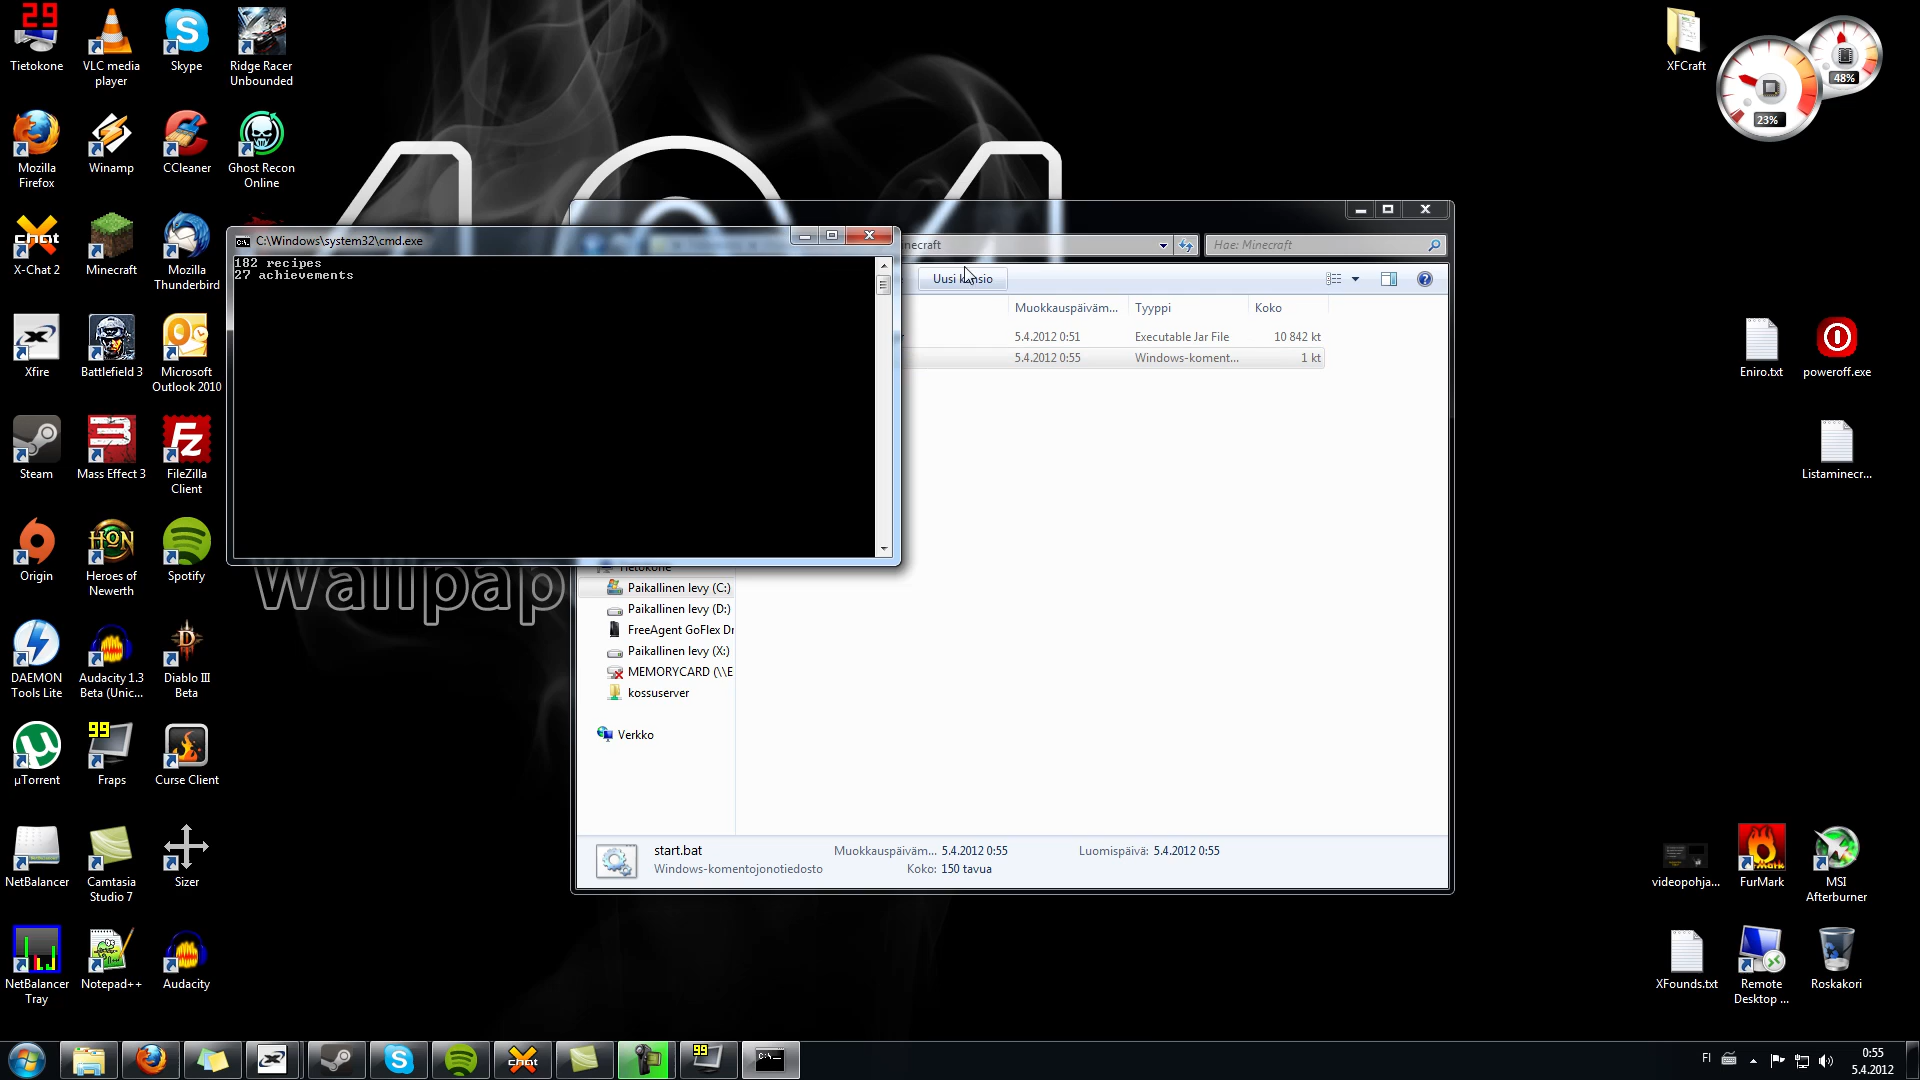 29
Tietokone
VLC media
player
Skype
Ridge Racer
Unbounded
XFCraft
23%
48%
Mozilla
Firefox
Winamp
CCleaner
Ghost Recon
Online
X-Chat 2
Minecraft
Mozilla
Thunderbird
Xfire
Battlefield 3
Microsoft
Outlook 2010
Steam
Mass Effect 3
FileZilla
Client
Origin
Heroes of
Newerth
Spotify
DAEMON
Tools Lite
Audacity 1.3
Beta (Unic...
Diablo III
Beta
µTorrent
99
Fraps
Curse Client
NetBalancer
Camtasia
Studio 7
Sizer
NetBalancer
Tray
Notepad++
Audacity
C:\Windows\system32\cmd.exe
182 recipes
27 achievements
Wallpap
necraft
Hae: Minecraft
Uusi kansio
Muokkauspäiväm... Tyyppi Koko
5.4.2012 0:51 Executable Jar File 10 842 kt
5.4.2012 0:55 Windows-koment... 1 kt
Tietokone
Paikallinen levy (C:)
Paikallinen levy (D:)
FreeAgent GoFlex Dr
Paikallinen levy (X:)
MEMORYCARD (\\E
kossuserver
Verkko
start.bat Muokkauspäiväm... 5.4.2012 0:55 Luomispäivä: 5.4.2012 0:55
Windows-komentojonotiedosto Koko: 150 tavua
Eniro.txt
poweroff.exe
Listaminecr...
videopohja...
FurMark
MSI
Afterburner
XFounds.txt
Remote
Desktop ...
Roskakori
chat
99
FI
0:55
5.4.2012